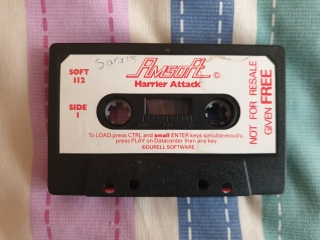 Sarah's
Amsoft ©
Harrier Attack
SOFT
112
SIDE
1
To LOAD press CTRL and small ENTER keys simultaneously.
press PLAY on Datacorder then any key
©DURELL SOFTWARE
NOT FOR RESALE
GIVEN FREE